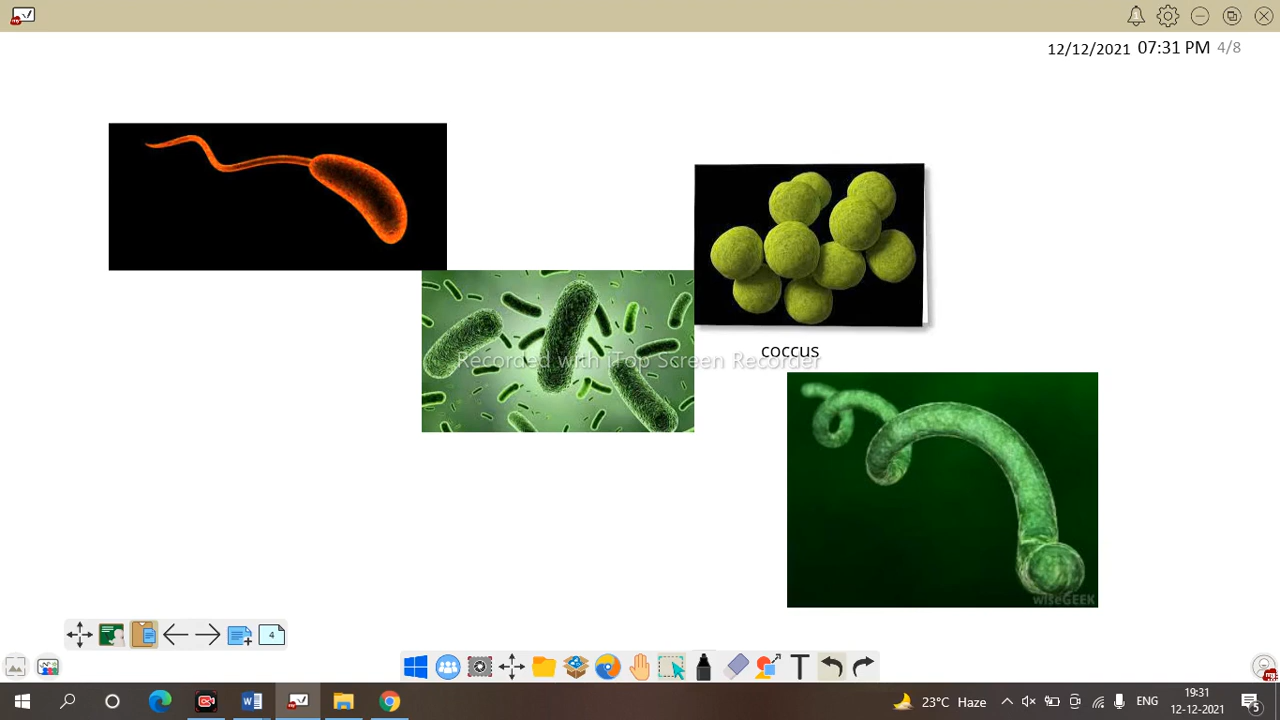 12/12/2021 07:31 PM 4/8
coccus
Recorded with iTop Screen Recorder
wiseGEEK
4
23°C Haze
ENG
19:31
12-12-2021
5